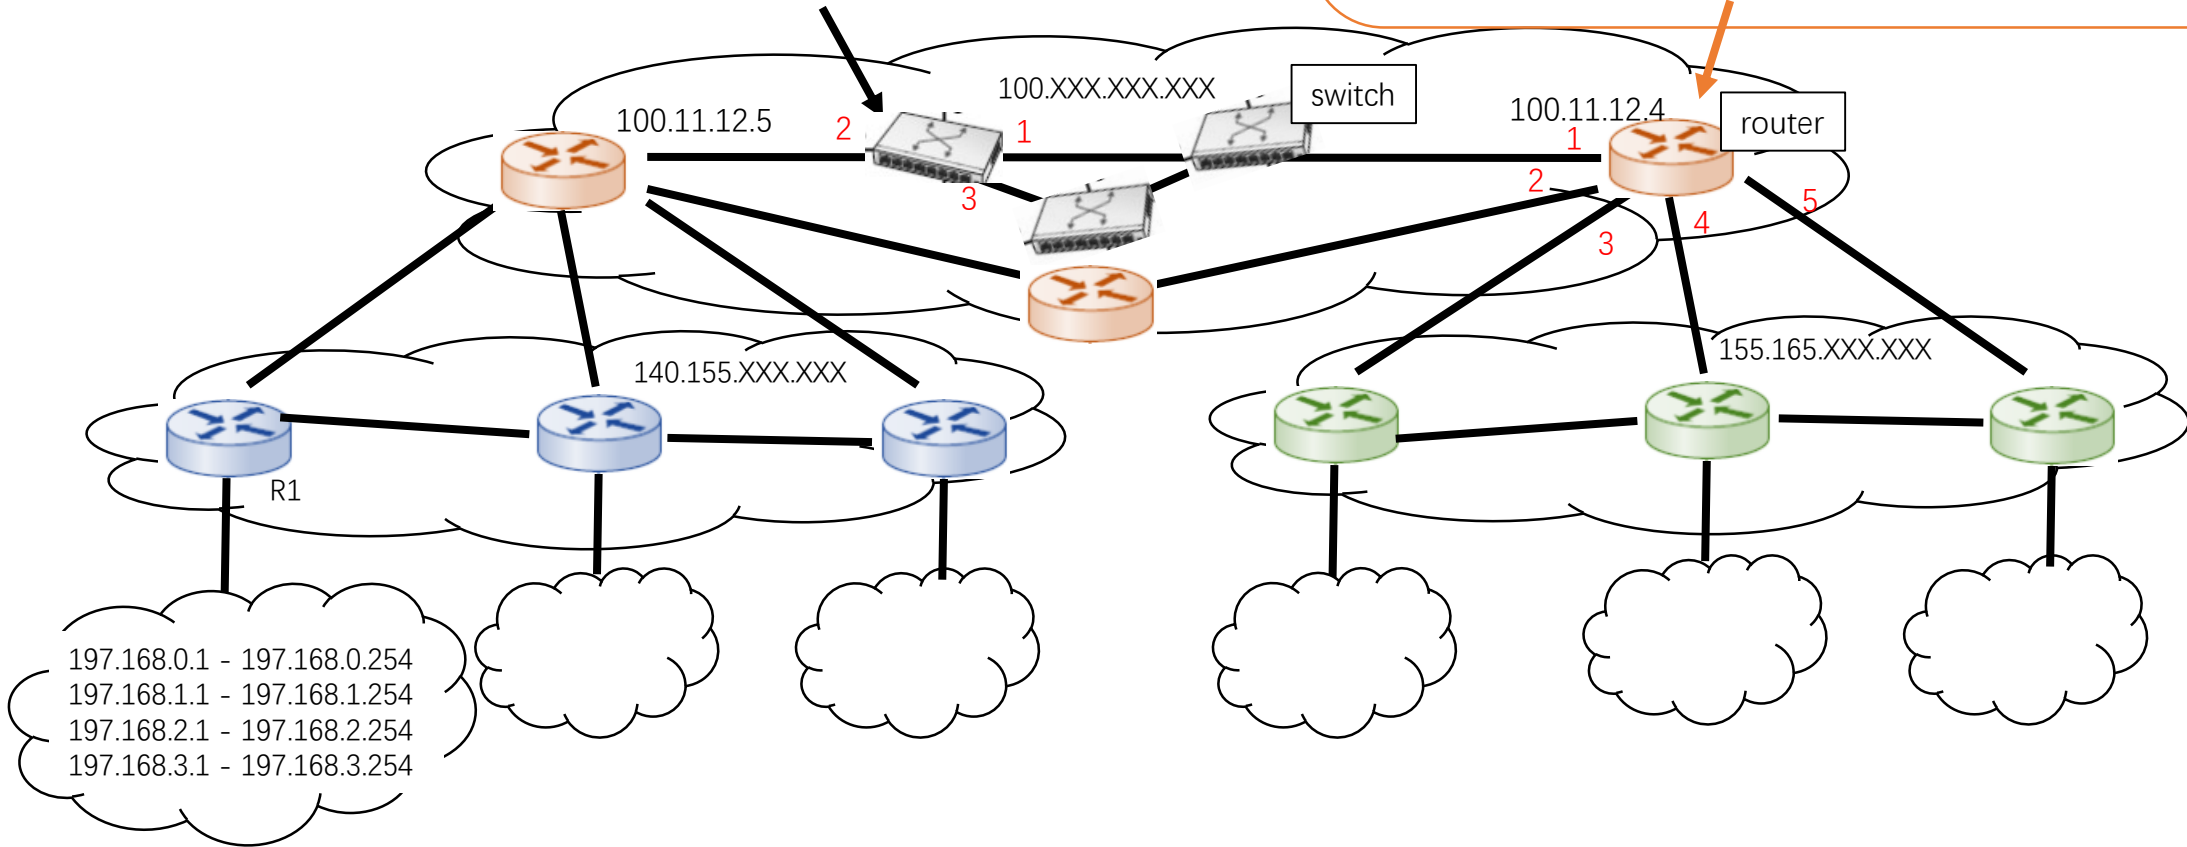 100.XXX.XXX.XXX
switch
100.11.12.4
router
100.11.12.5
2
1
1
2
3
3
4
5
140.155.XXX.XXX
155.165.XXX.XXX
R1
197.168.0.1 - 197.168.0.254
197.168.1.1 - 197.168.1.254
197.168.2.1 - 197.168.2.254
197.168.3.1 - 197.168.3.254